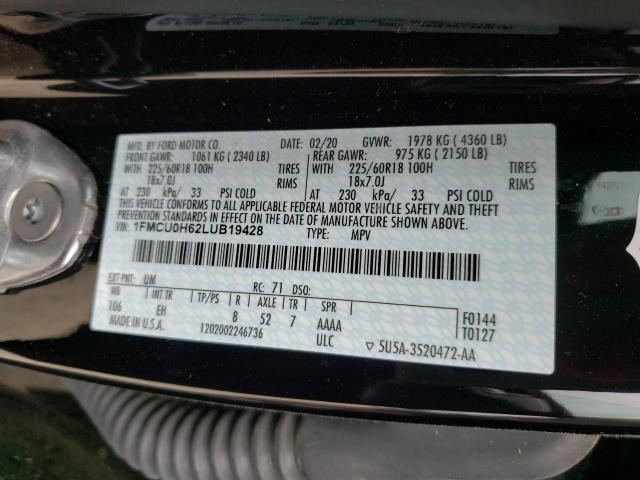 MFD. BY FORD MOTOR CO. DATE: 02/20 GVWR: 1978 KG ( 4360 LB)
FRONT GAWR: 1061 KG ( 2340 LB) REAR GAWR: 975 KG ( 2150 LB)
WITH 225/60R18 100H TIRES WITH 225/60R18 100H TIRES
18x7.0J RIMS 18x7.0J RIMS
AT 230 kPa/ 33 PSI COLD AT 230 kPa/ 33 PSI COLD
THIS VEHICLE CONFORMS TO ALL APPLICABLE FEDERAL MOTOR VEHICLE SAFETY AND THEFT
PREVENTION STANDARDS IN EFFECT ON THE DATE OF MANUFACTURE SHOWN ABOVE.
VIN: 1FMCU0H62LUB19428 TYPE: MPV
EXT PNT: UM RC: 71 DSO:
WB INT TR TP/PS R AXLE TR SPR F0144
106 EH 8 52 7 AAAA T0127
MADE IN U.S.A. 1202002246736 ULC 5U5A-3520472-AA